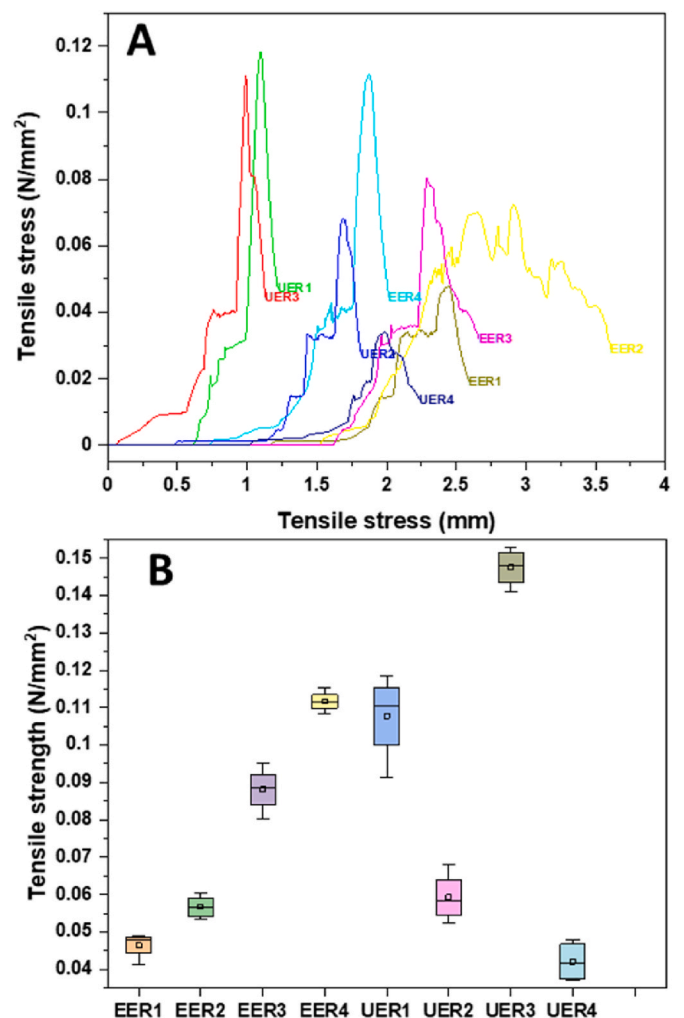 A
Tensile stress (N/mm²)
0.12
0.1
0.08
0.06
0.04
0.02
0
UER1
UER3
EER4
EER3
EER2
UER2
EER1
UER4
0 0.5 1 1.5 2 2.5 3 3.5 4
Tensile stress (mm)
B
Tensile strength (N/mm²)
0.15
0.14
0.13
0.12
0.11
0.1
0.09
0.08
0.07
0.06
0.05
0.04
EER1 EER2 EER3 EER4 UER1 UER2 UER3 UER4